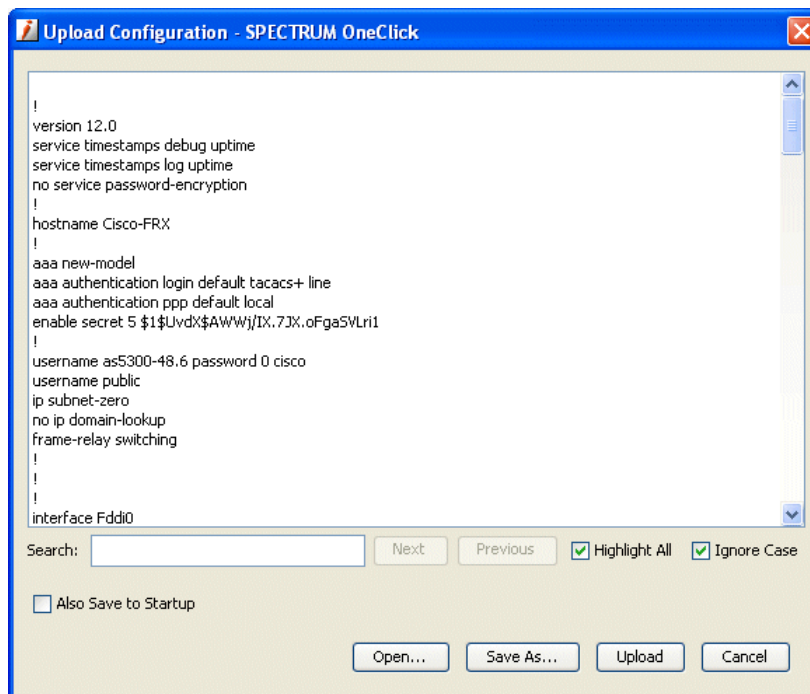 Upload Configuration - SPECTRUM OneClick
!
version 12.0
service timestamps debug uptime
service timestamps log uptime
no service password-encryption
!
hostname Cisco-FRX
!
aaa new-model
aaa authentication login default tacacs+ line
aaa authentication ppp default local
enable secret 5 $1$UvdX$AWWj/IX.7JX.oFgaSVLri1
!
username as5300-48.6 password 0 cisco
username public
ip subnet-zero
no ip domain-lookup
frame-relay switching
!
!
!
interface Fddi0
Search: Next Previous Highlight All Ignore Case
Also Save to Startup
Open... Save As... Upload Cancel